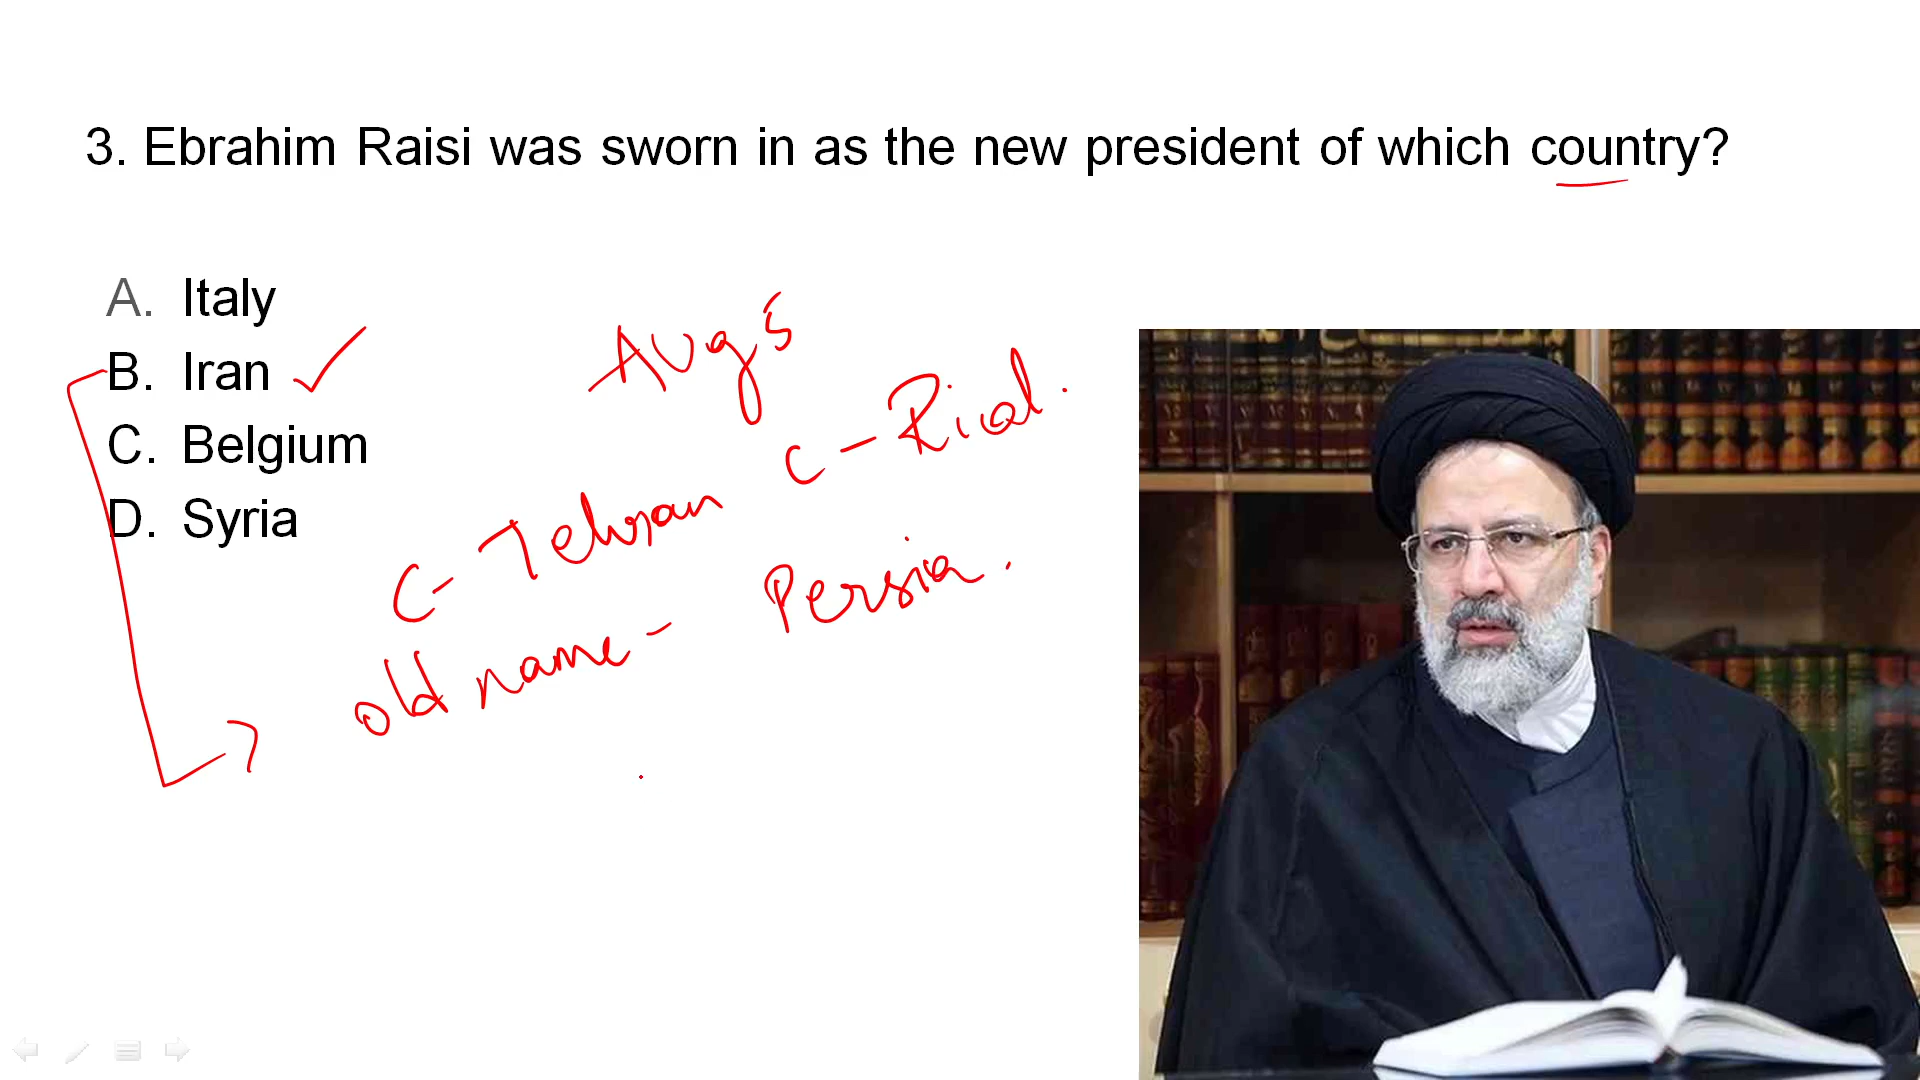 3. Ebrahim Raisi was sworn in as the new president of which country?
A. Italy
B. Iran
C. Belgium
D. Syria
Aug 5
C - Rial.
C - Tehran
old name - Persia.